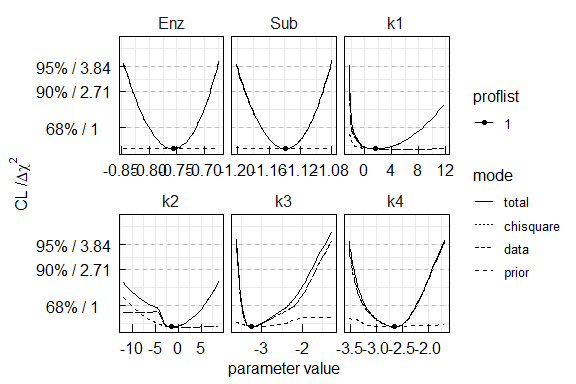 Enz Sub k1
95% / 3.84
90% / 2.71
68% / 1
-0.85 -0.80 -0.75 -0.70 -1.20 -1.16 -1.12 -1.08 0 4 8 12
k2 k3 k4
95% / 3.84
90% / 2.71
68% / 1
-10 -5 0 5 -3 -2 -3.5 -3.0 -2.5 -2.0
parameter value
CL /Δχ²
proflist
1
mode
total
chisquare
data
prior